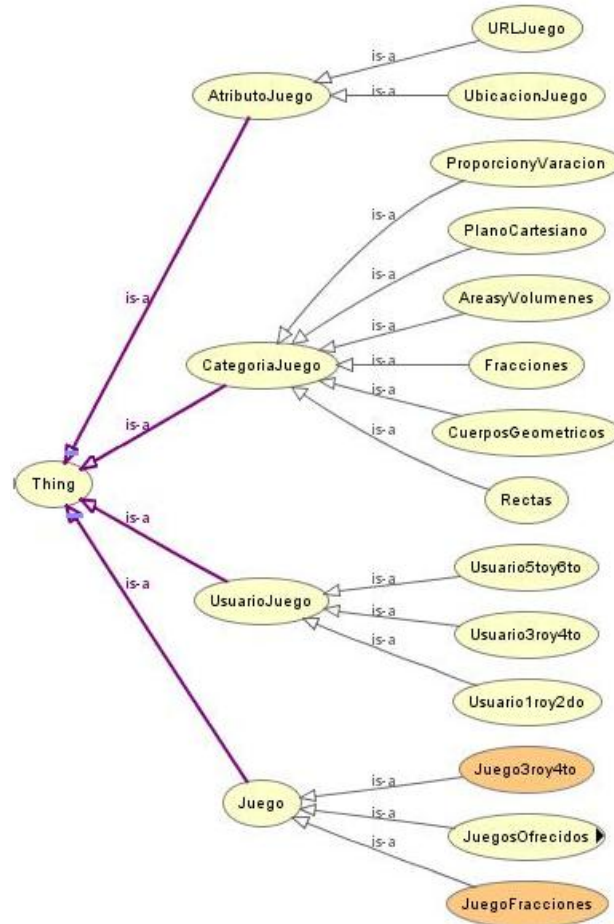 URLJuego
is-a
AtributoJuego
is-a
UbicacionJuego
ProporcionyVaracion
is-a
PlanoCartesiano
is-a
is-a
AreasyVolumenes
is-a
is-a
CategoriaJuego
is-a
Fracciones
is-a
is-a
CuerposGeometricos
is-a
Thing
Rectas
is-a
Usuario5toy6to
is-a
is-a
UsuarioJuego
is-a
Usuario3roy4to
is-a
Usuario1roy2do
Juego3roy4to
is-a
Juego
is-a
JuegosOfrecidos
is-a
JuegoFracciones